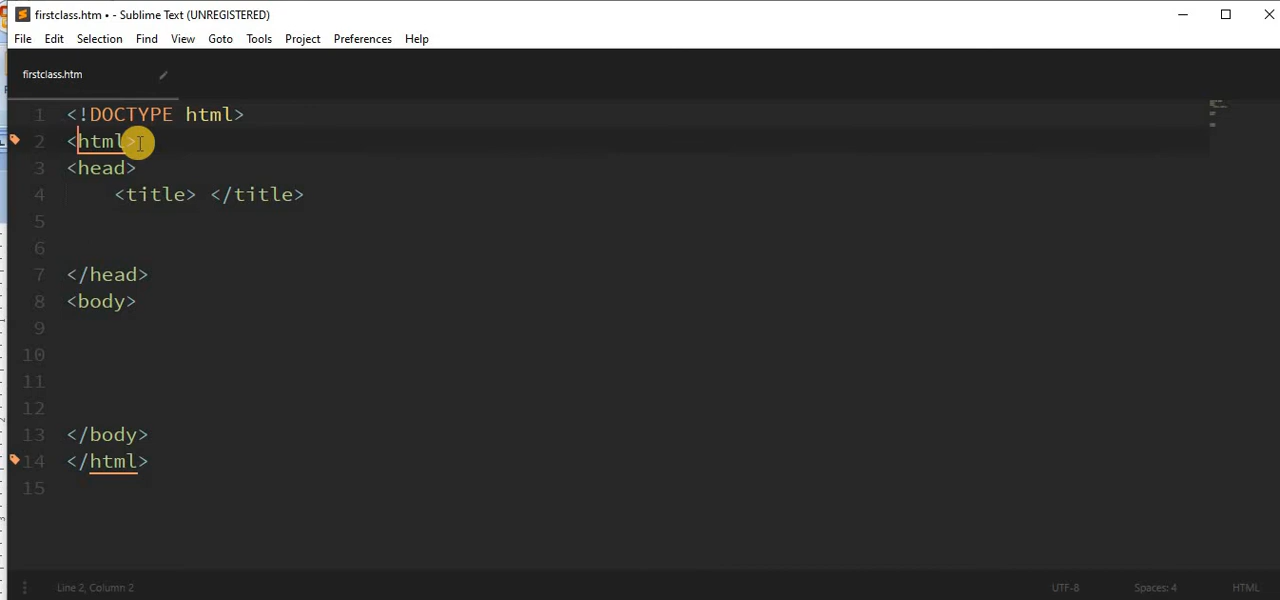 firstclass.htm • - Sublime Text (UNREGISTERED)
File Edit Selection Find View Goto Tools Project Preferences Help
firstclass.htm
1 <!DOCTYPE html>
2 <html>
3 <head>
4 <title> </title>
5
6
7 </head>
8 <body>
9
10
11
12
13 </body>
14 </html>
15
Line 2, Column 2 UTF-8 Spaces: 4 HTML